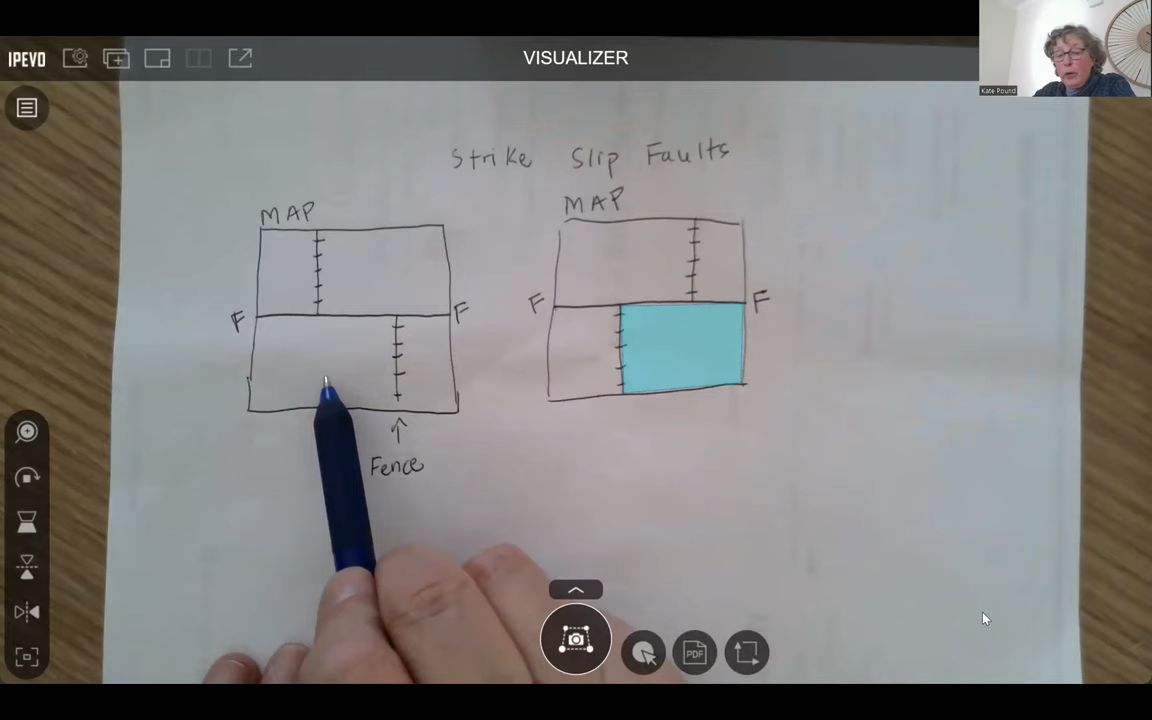 IPEVO
VISUALIZER
Kate Pound
Strike Slip Faults
MAP
MAP
F
F
F
F
Fence
PDF